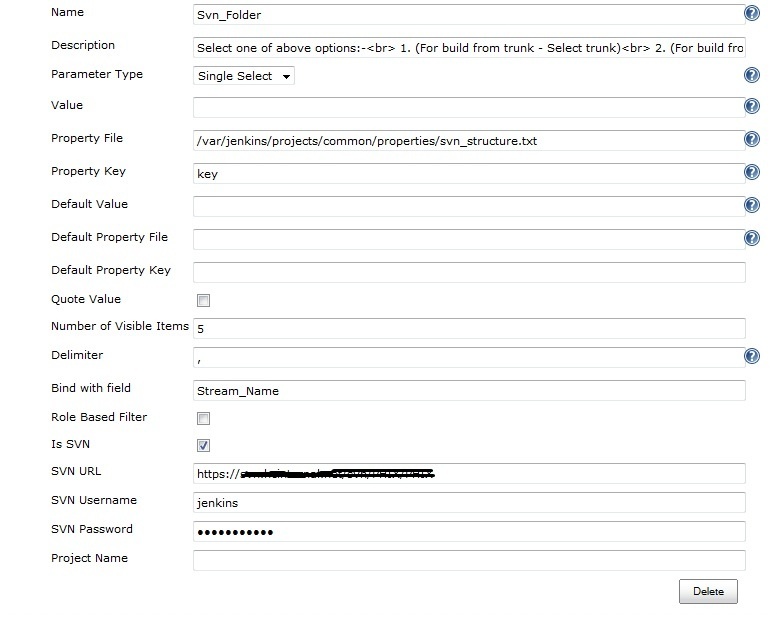 Name Svn_Folder
Description Select one of above options:-<br> 1. (For build from trunk - Select trunk)<br> 2. (For build fro
Parameter Type Single Select
Value
Property File /var/jenkins/projects/common/properties/svn_structure.txt
Property Key key
Default Value
Default Property File
Default Property Key
Quote Value
Number of Visible Items 5
Delimiter ,
Bind with field Stream_Name
Role Based Filter
Is SVN
SVN URL https://
SVN Username jenkins
SVN Password •••••••••••
Project Name
Delete